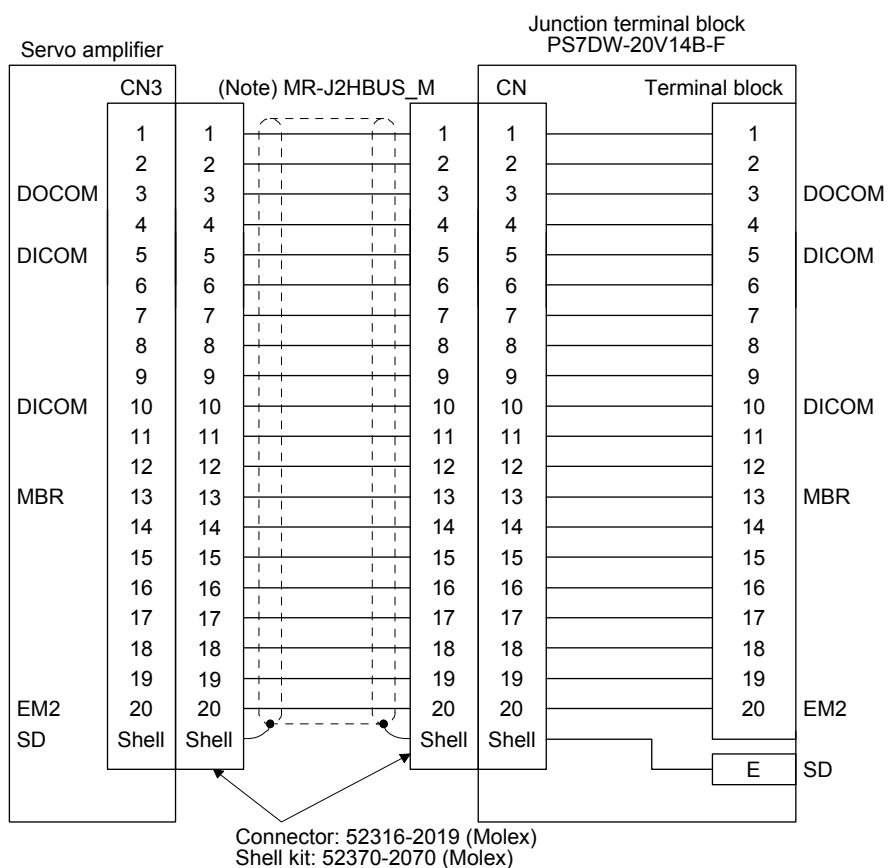 Junction terminal block
PS7DW-20V14B-F
Servo amplifier
CN3 (Note) MR-J2HBUS_M CN Terminal block
1 1 1 1 1
2 2 2 2 2
DOCOM 3 3 3 3 3 DOCOM
4 4 4 4 4
DICOM 5 5 5 5 5 DICOM
6 6 6 6 6
7 7 7 7 7
8 8 8 8 8
9 9 9 9 9
DICOM 10 10 10 10 10 DICOM
11 11 11 11 11
12 12 12 12 12
MBR 13 13 13 13 13 MBR
14 14 14 14 14
15 15 15 15 15
16 16 16 16 16
17 17 17 17 17
18 18 18 18 18
19 19 19 19 19
EM2 20 20 20 20 20 EM2
SD Shell Shell Shell Shell
E SD
Connector: 52316-2019 (Molex)
Shell kit: 52370-2070 (Molex)